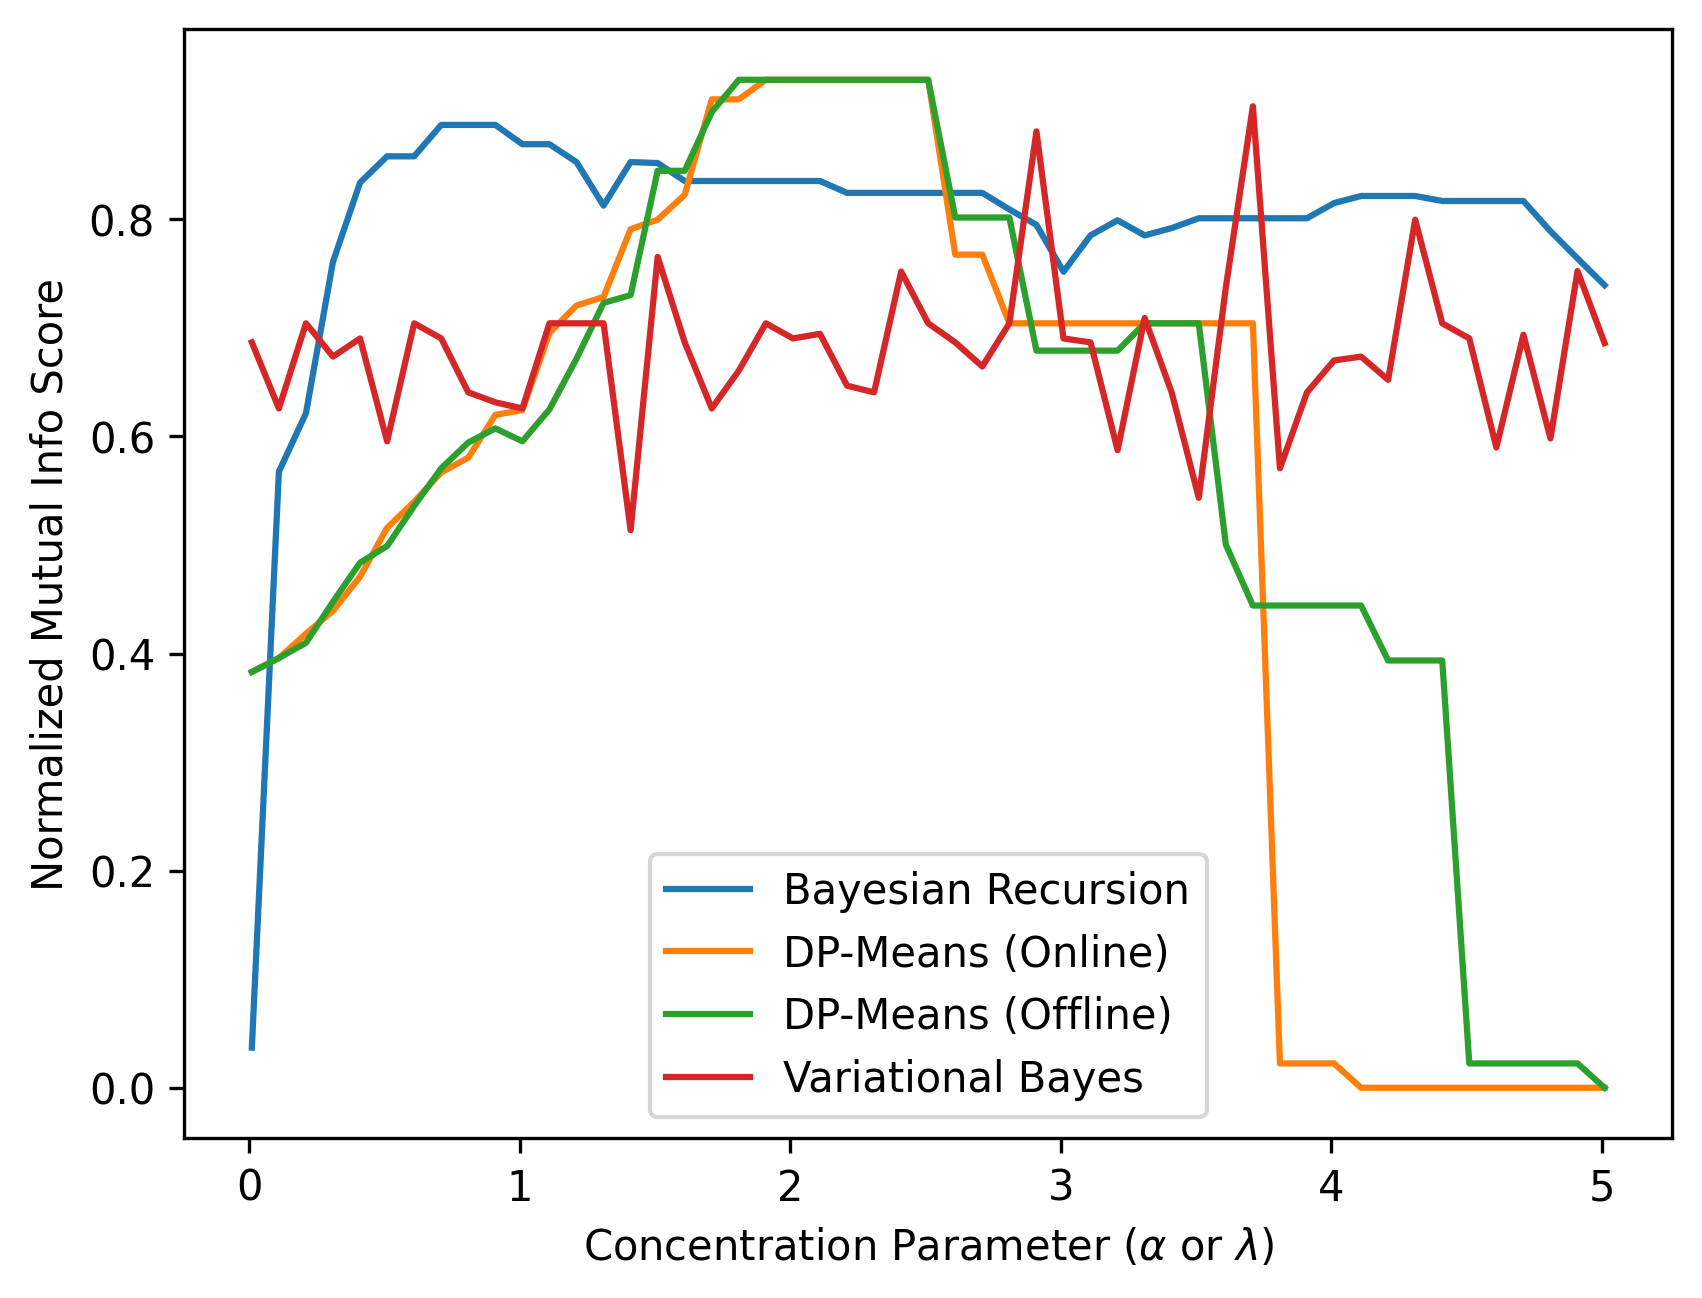 Normalized Mutual Info Score
0.8
0.6
0.4
0.2
0.0
Bayesian Recursion
DP-Means (Online)
DP-Means (Offline)
Variational Bayes
0 1 2 3 4 5
Concentration Parameter (α or λ)